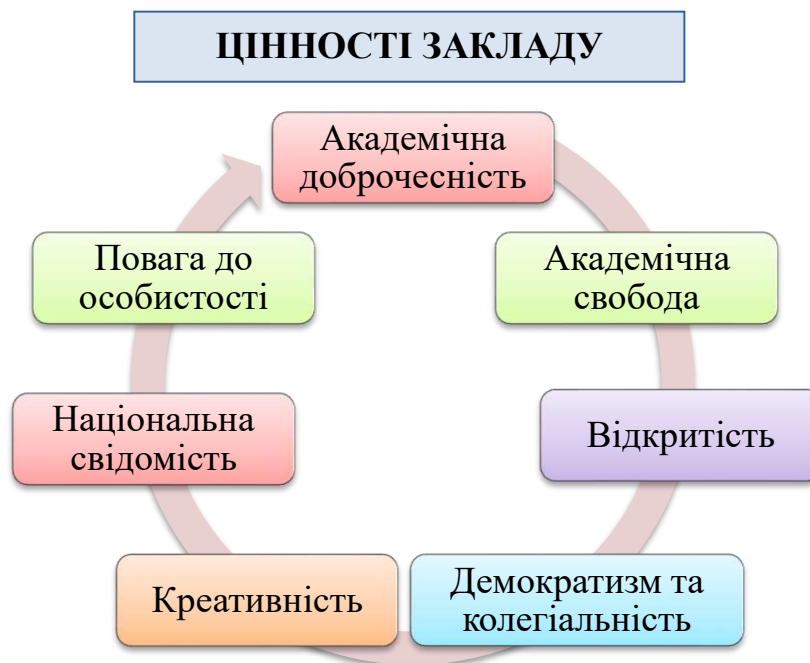 ЦІННОСТІ ЗАКЛАДУ
Академічна
доброчесність
Академічна
свобода
Відкритість
Демократизм та
колегіальність
Креативність
Національна
свідомість
Повага до
особистості